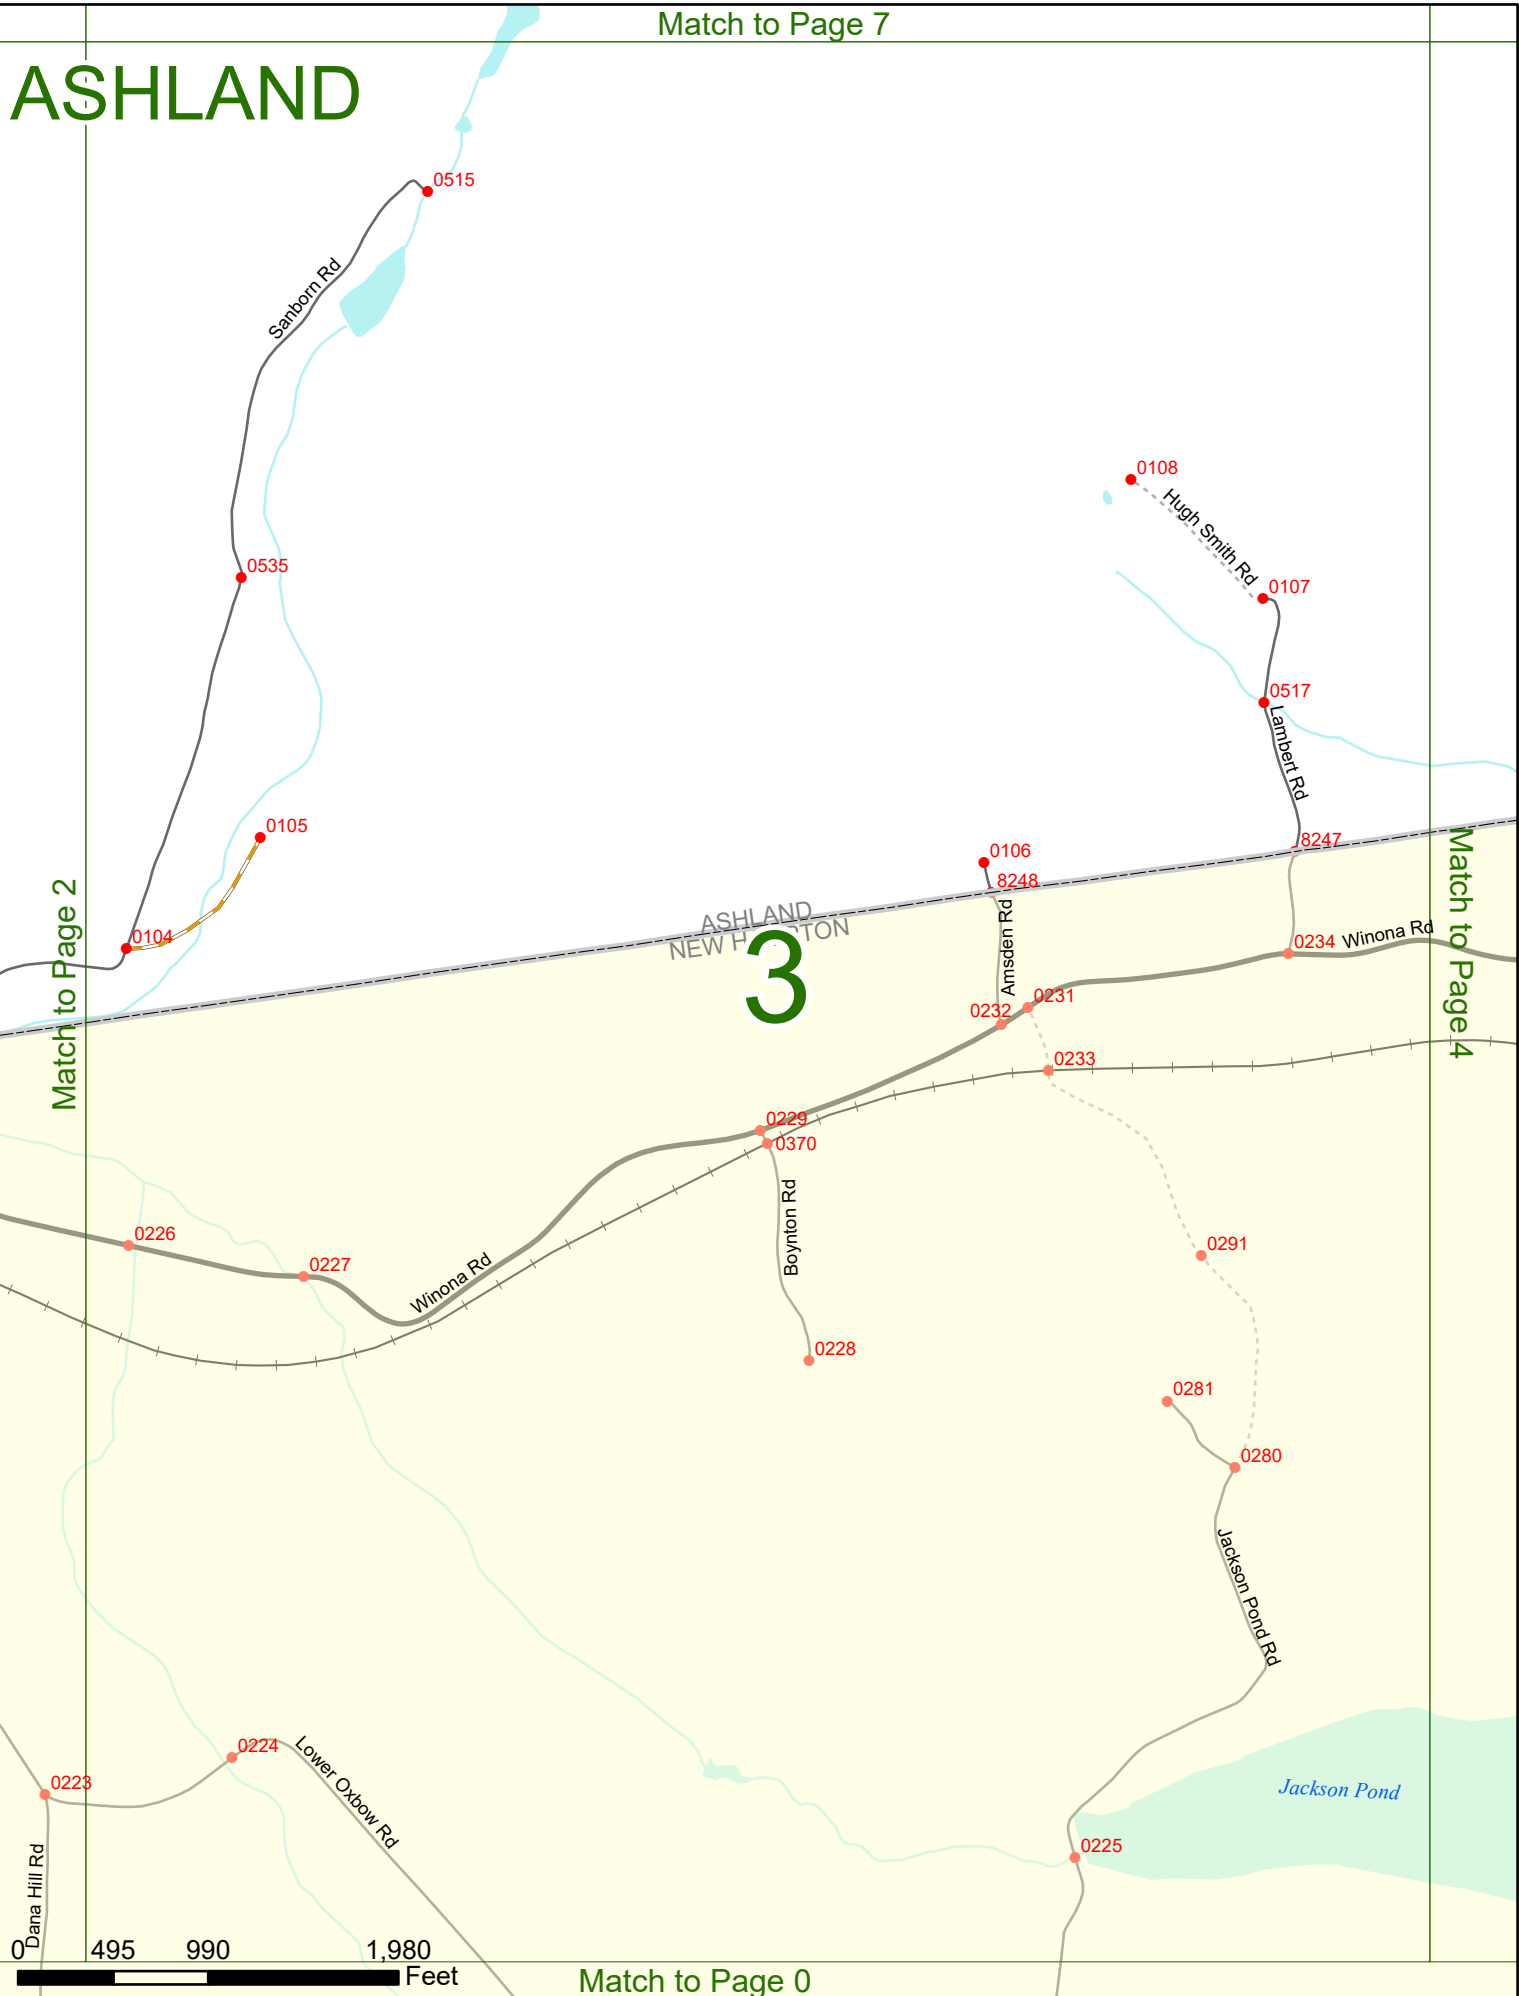 Match to Page 7
ASHLAND
0515
Sanborn Rd
0108
Hugh Smith Rd
0535
0107
0517
Lambert Rd
0105
8247
0106
8248
Match to Page 2
Match to Page 4
ASHLAND
NEW HAMPTON
3
0104
Amsden Rd
0234
Winona Rd
0231
0232
0233
0229
0370
Boynton Rd
0226
0227
Winona Rd
0291
0228
0281
0280
Jackson Pond Rd
0224
Lower Oxbow Rd
0223
Jackson Pond
Dana Hill Rd
0225
0 495 990 1,980
Feet
Match to Page 0